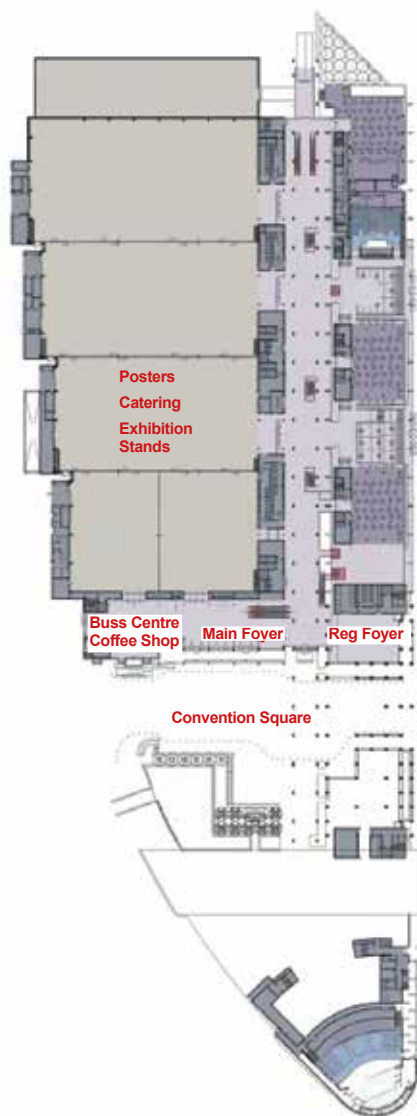 Posters
Catering
Exhibition
Stands
Buss Centre
Coffee Shop
Main Foyer
Reg Foyer
Convention Square